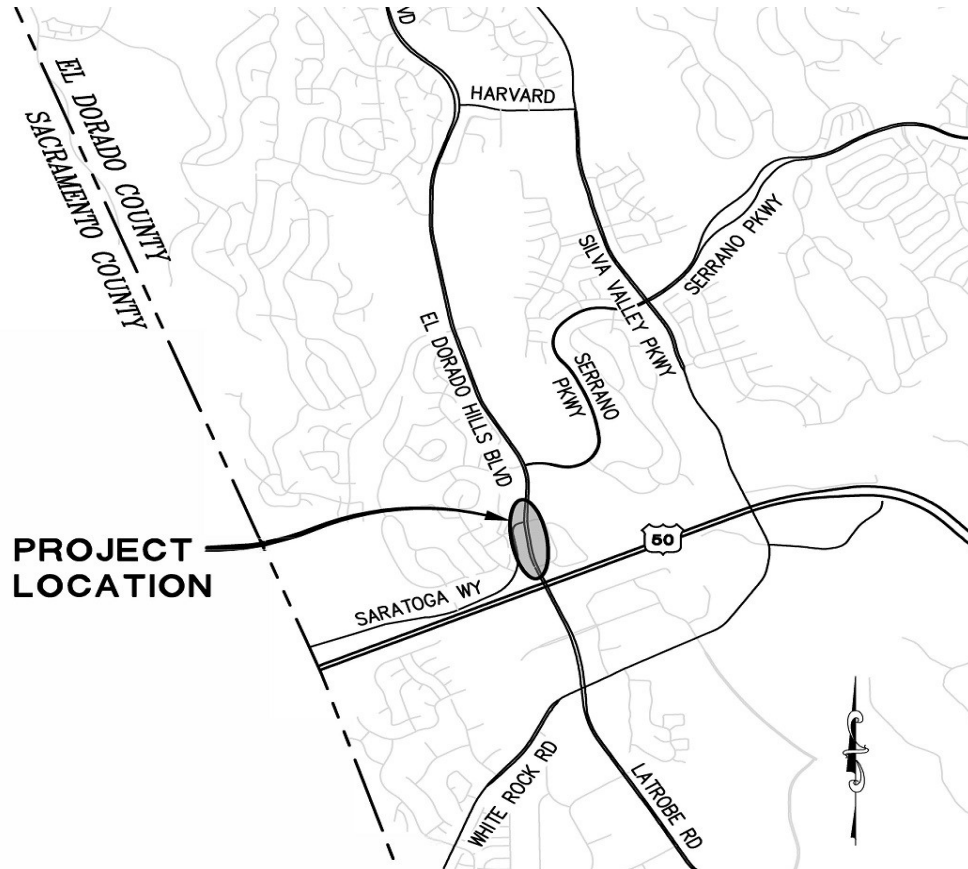 VD
HARVARD
EL DORADO COUNTY
SACRAMENTO COUNTY
SERRANO PKWY
SILVA VALLEY PKWY
EL DORADO HILLS BLVD
SERRANO
PKWY
PROJECT
LOCATION
50
SARATOGA WY
WHITE ROCK RD
LATROBE RD